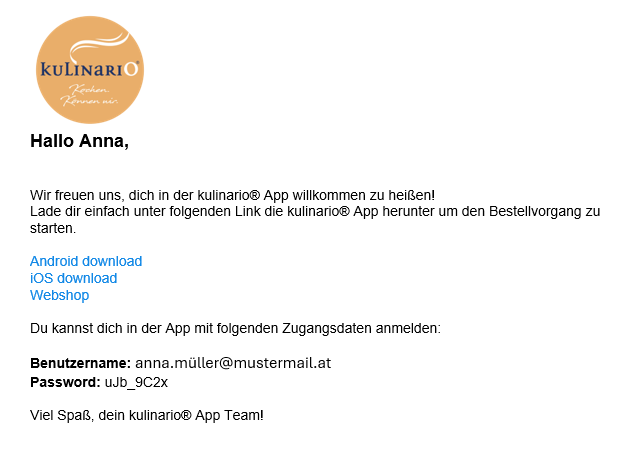 kuLinariO®
Kochen.
Kennen wir.
Hallo Anna,
Wir freuen uns, dich in der kulinario® App willkommen zu heißen!
Lade dir einfach unter folgenden Link die kulinario® App herunter um den Bestellvorgang zu
starten.
Android download
iOS download
Webshop
Du kannst dich in der App mit folgenden Zugangsdaten anmelden:
Benutzername: anna.müller@mustermail.at
Password: uJb_9C2x
Viel Spaß, dein kulinario® App Team!